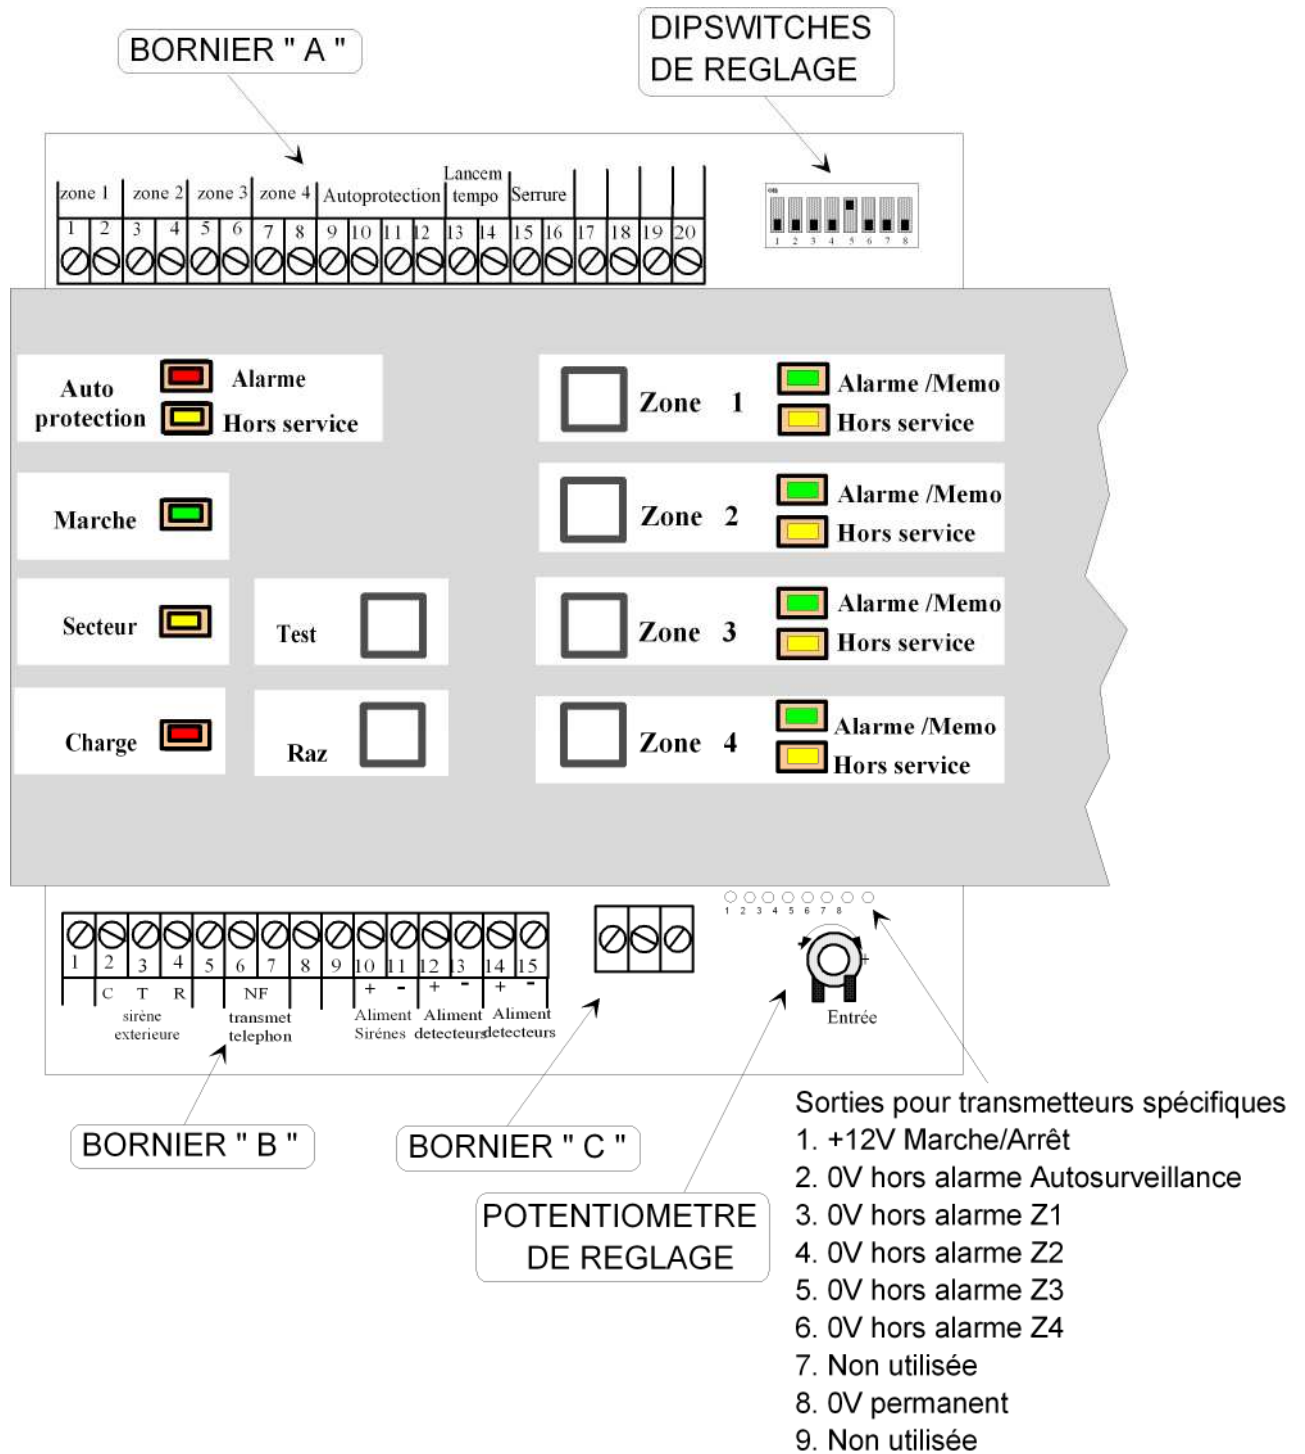 BORNIER " A "
DIPSWITCHES
DE REGLAGE
zone 1 zone 2 zone 3 zone 4 Autoprotection Lancem tempo Serrure
1 2 3 4 5 6 7 8 9 10 11 12 13 14 15 16 17 18 19 20
on
1 2 3 4 5 6 7 8
Auto
protection
Alarme
Hors service
Marche
Secteur
Charge
Test
Raz
Zone 1
Alarme /Memo
Hors service
Zone 2
Alarme /Memo
Hors service
Zone 3
Alarme /Memo
Hors service
Zone 4
Alarme /Memo
Hors service
1 2 3 4 5 6 7 8 9 10 11 12 13 14 15
C T R NF + - + - + -
sirène
exterieure
transmet
telephon
Aliment
Sirénes
Aliment
detecteurs
Aliment
detecteurs
1 2 3 4 5 6 7 8
+
Entrée
BORNIER " B "
BORNIER " C "
POTENTIOMETRE
DE REGLAGE
Sorties pour transmetteurs spécifiques
1. +12V Marche/Arrêt
2. 0V hors alarme Autosurveillance
3. 0V hors alarme Z1
4. 0V hors alarme Z2
5. 0V hors alarme Z3
6. 0V hors alarme Z4
7. Non utilisée
8. 0V permanent
9. Non utilisée